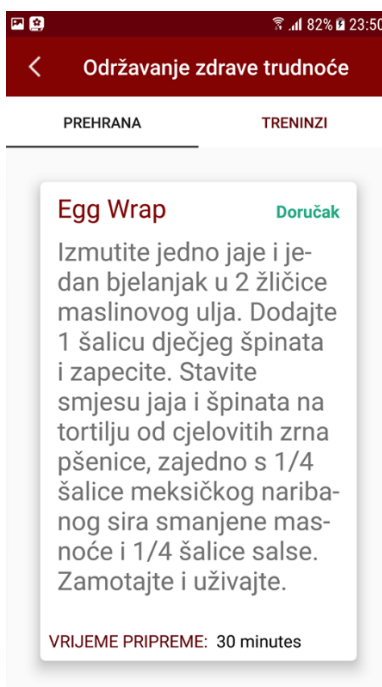 82% 23:50
Održavanje zdrave trudnoće
PREHRANA TRENINZI
Egg Wrap Doručak
Izmutite jedno jaje i je-
dan bjelanjak u 2 žličice
maslinovog ulja. Dodajte
1 šalicu dječjeg špinata
i zapecite. Stavite
smjesu jaja i špinata na
tortilju od cjelovitih zrna
pšenice, zajedno s 1/4
šalice meksičkog nariba-
nog sira smanjene mas-
noće i 1/4 šalice salse.
Zamotajte i uživajte.
VRIJEME PRIPREME: 30 minutes